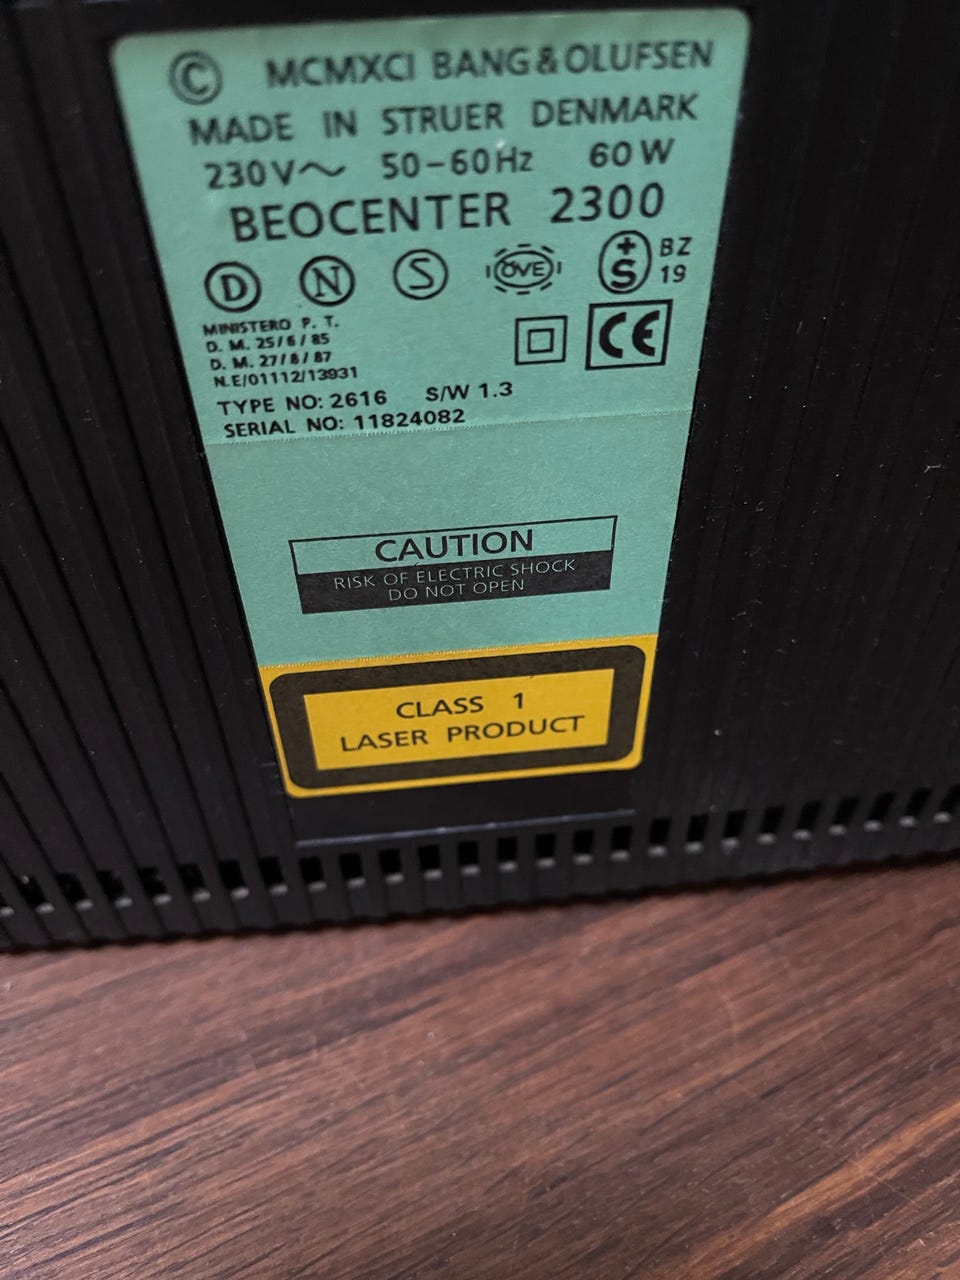 © MCMXCI BANG & OLUFSEN
MADE IN STRUER DENMARK
230V~ 50-60Hz 60W
BEOCENTER 2300
D N S ÖVE +S BZ 19
MINISTERO P. T.
D. M. 25/6/85
D. M. 27/8/87
N.E/01112/13931
CE
TYPE NO: 2616 S/W 1.3
SERIAL NO: 11824082
CAUTION
RISK OF ELECTRIC SHOCK
DO NOT OPEN
CLASS 1
LASER PRODUCT